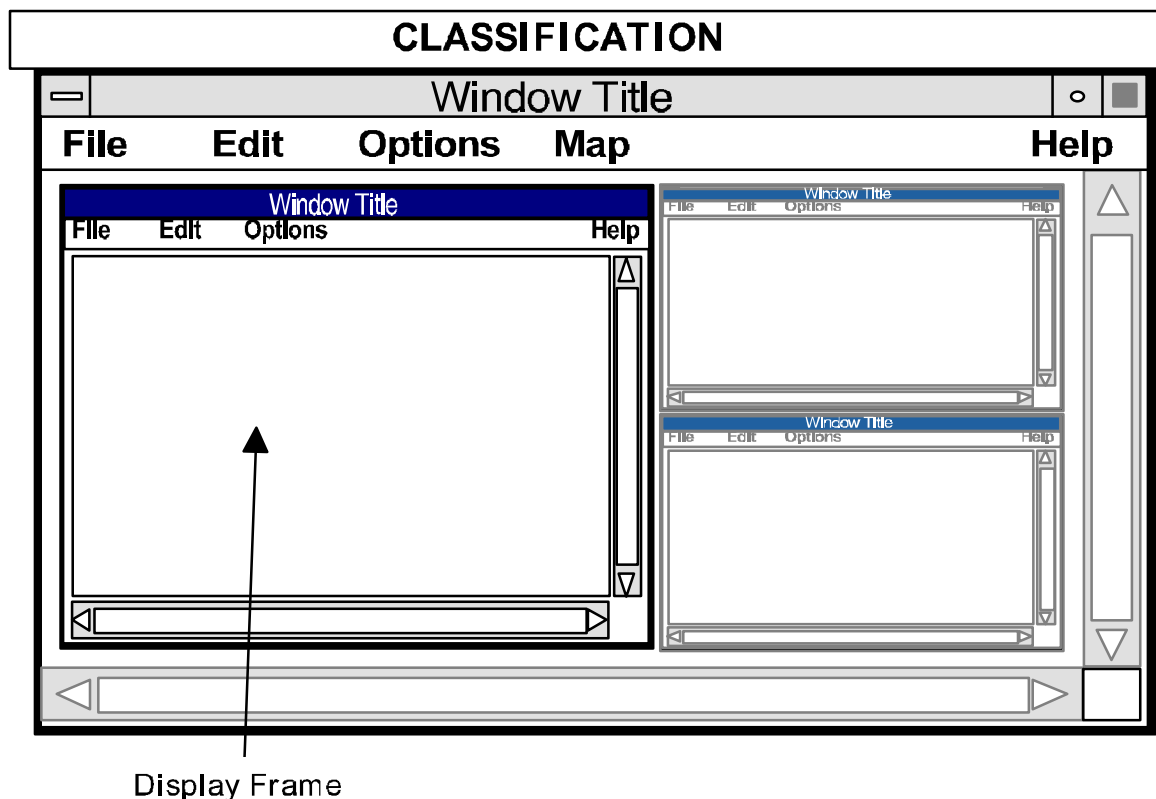 CLASSIFICATION
Window Title
File Edit Options Map Help
Window Title
File Edit Options Help
Window Title
File Edit Options Help
Window Title
File Edit Options Help
Display Frame